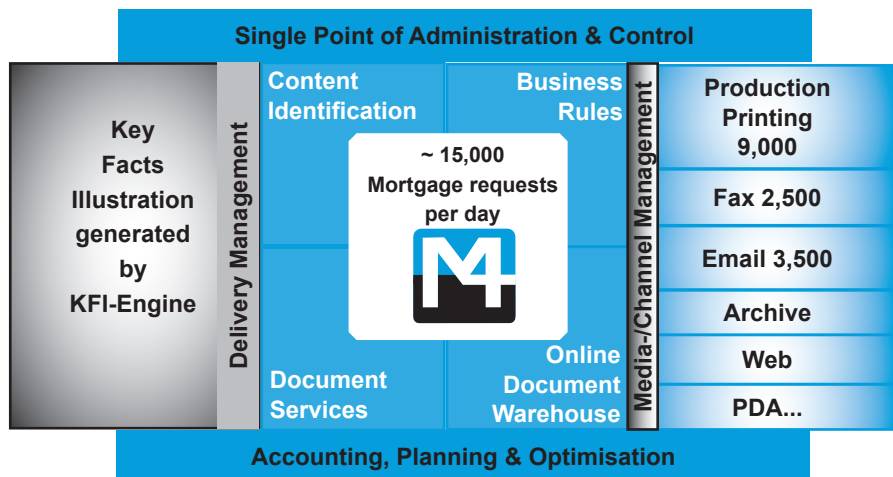 Single Point of Administration & Control
Key
Facts
Illustration
generated
by
KFI-Engine
Delivery Management
Content
Identification
Business
Rules
~ 15,000
Mortgage requests
per day
M4
Document
Services
Online
Document
Warehouse
Media-/Channel Management
Production
Printing
9,000
Fax 2,500
Email 3,500
Archive
Web
PDA...
Accounting, Planning & Optimisation